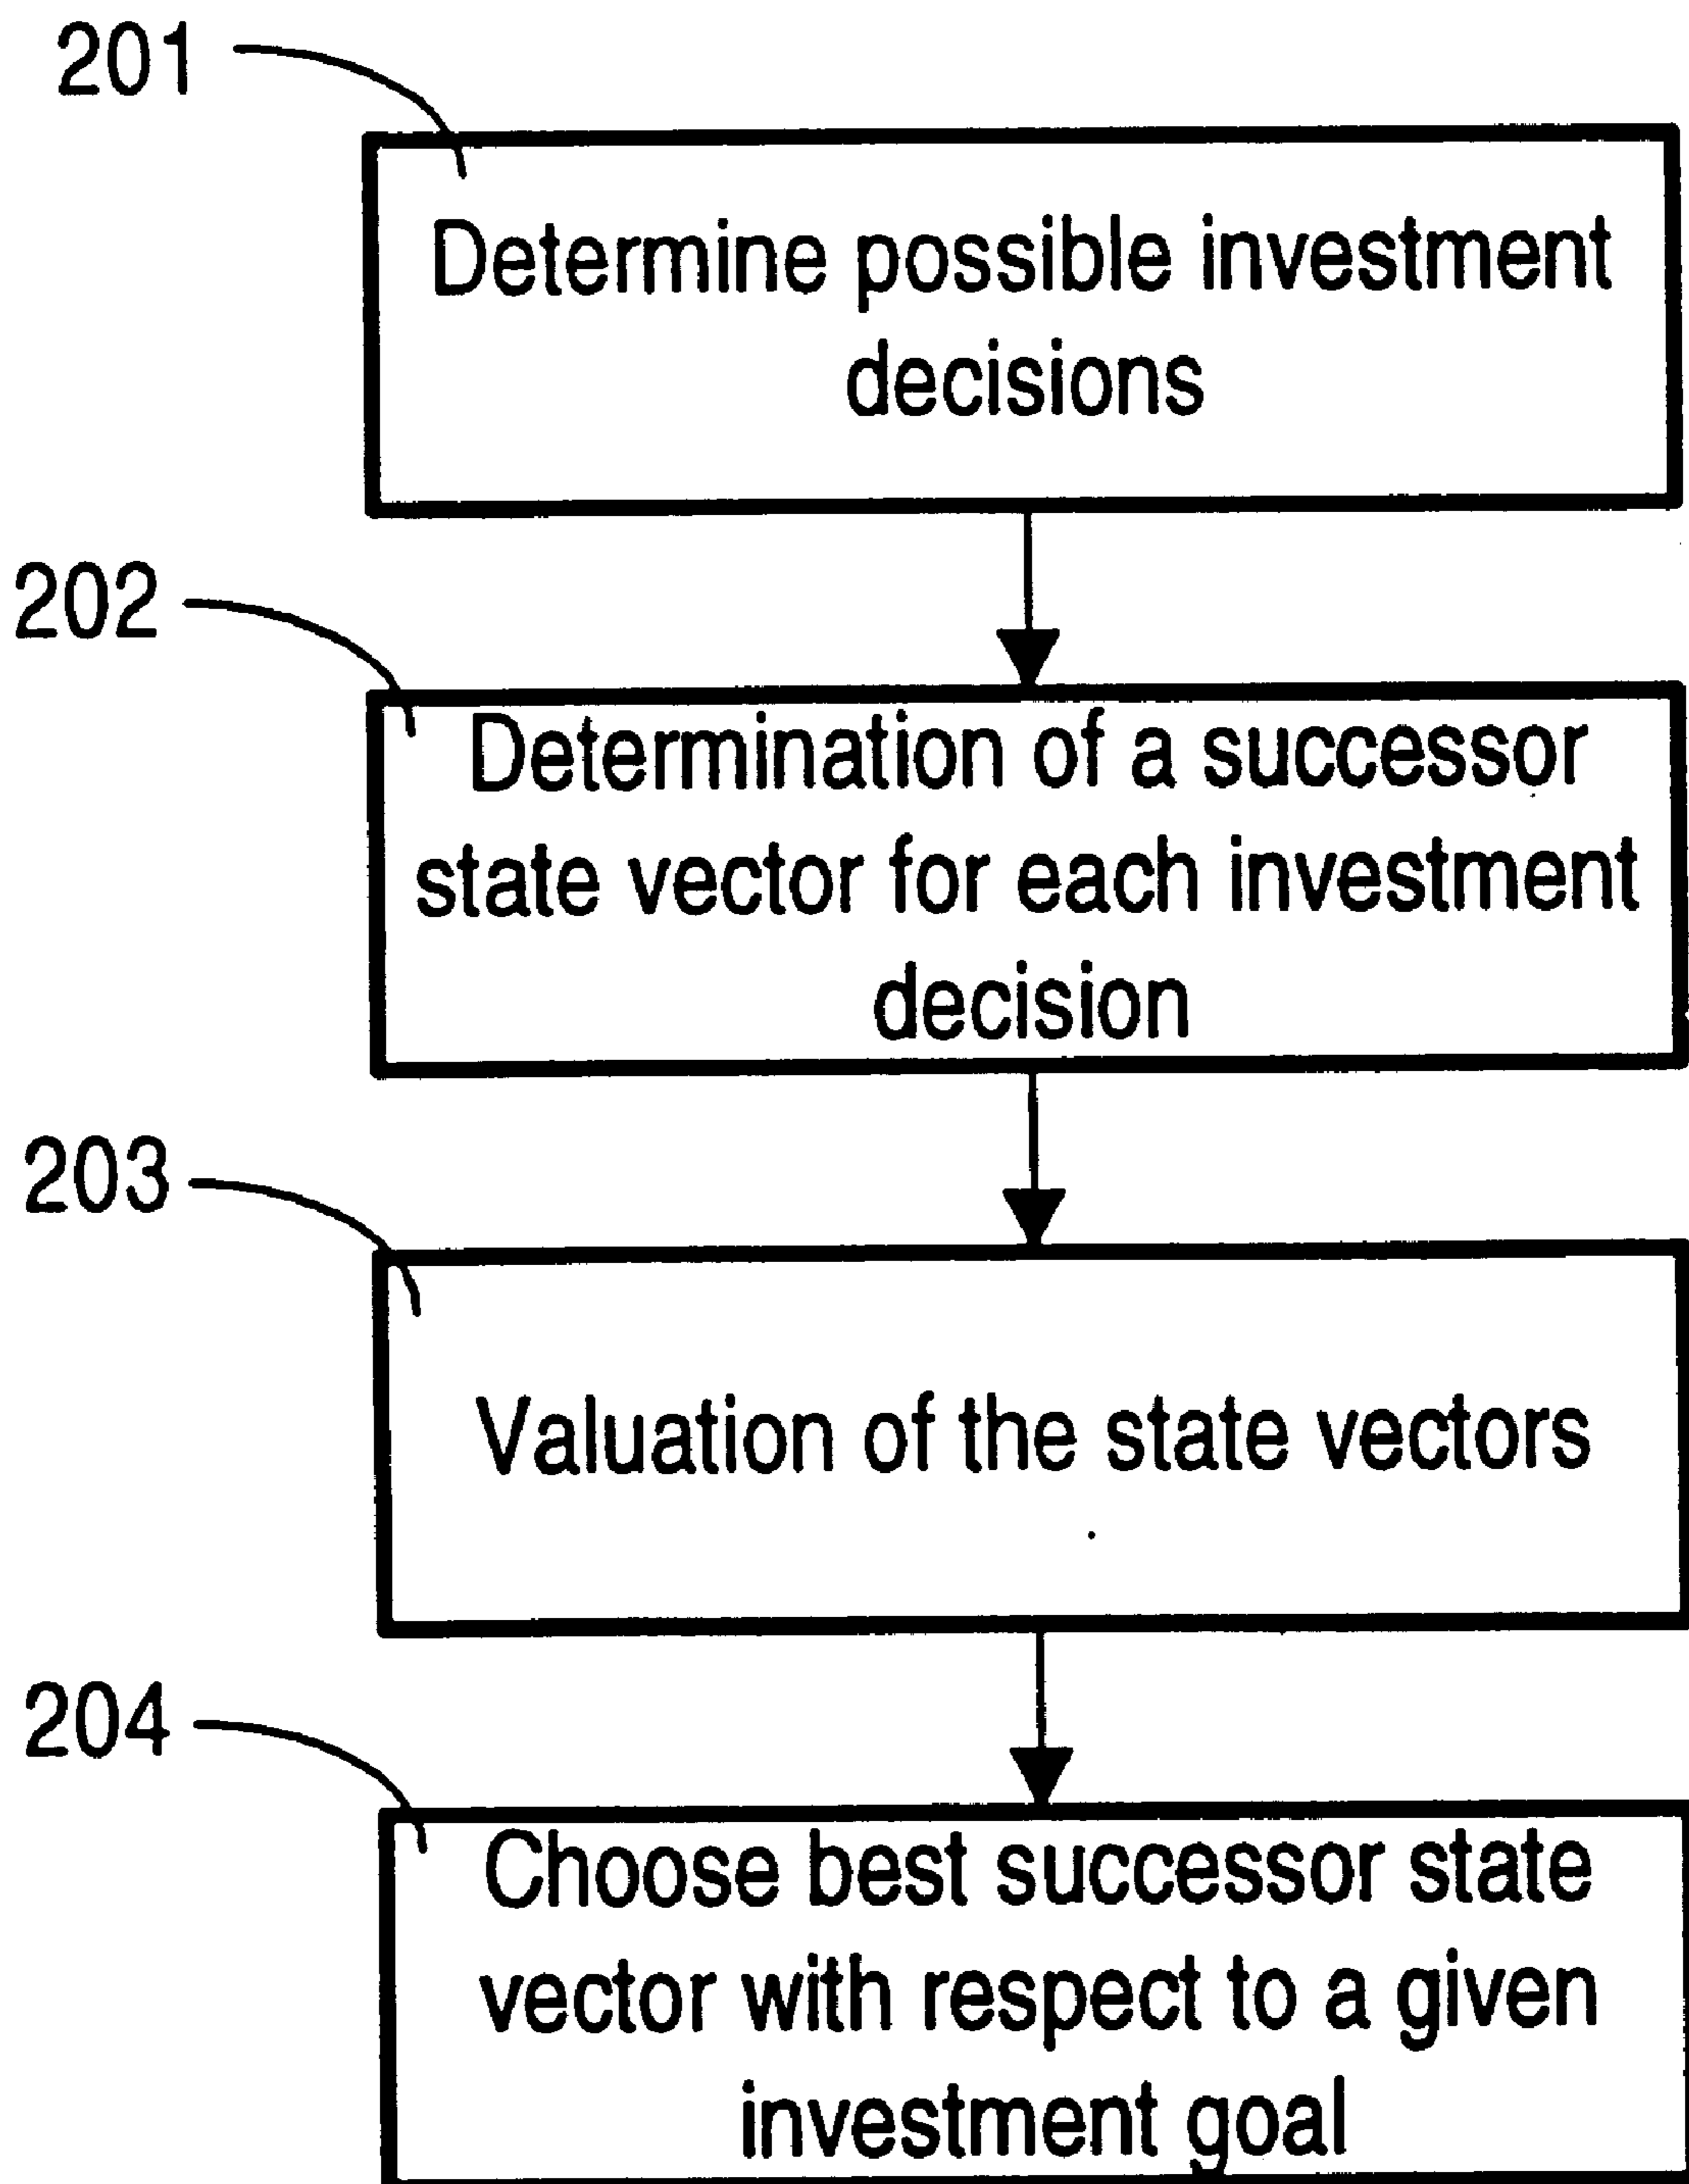 201
Determine possible investment
decisions
202
Determination of a successor
state vector for each investment
decision
203
Valuation of the state vectors
204
Choose best successor state
vector with respect to a given
investment goal